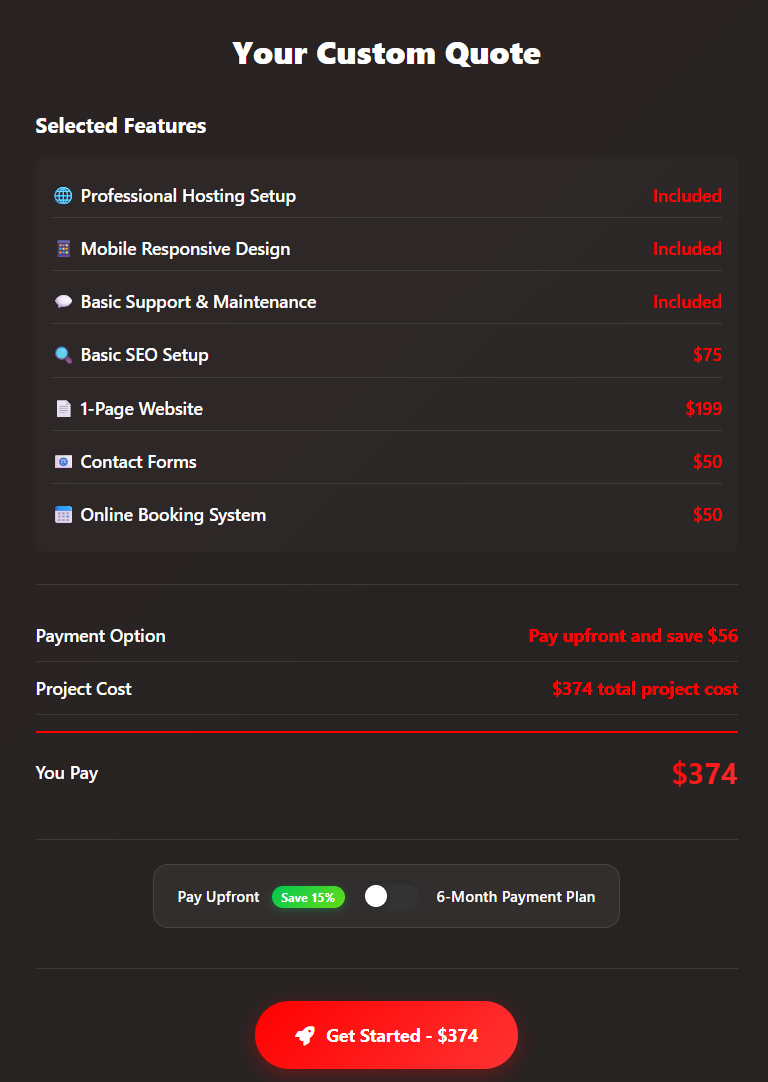 Your Custom Quote
Selected Features
Professional Hosting Setup Included
Mobile Responsive Design Included
Basic Support & Maintenance Included
Basic SEO Setup $75
1-Page Website $199
Contact Forms $50
Online Booking System $50
Payment Option Pay upfront and save $56
Project Cost $374 total project cost
You Pay $374
Pay Upfront Save 15% 6-Month Payment Plan
Get Started - $374